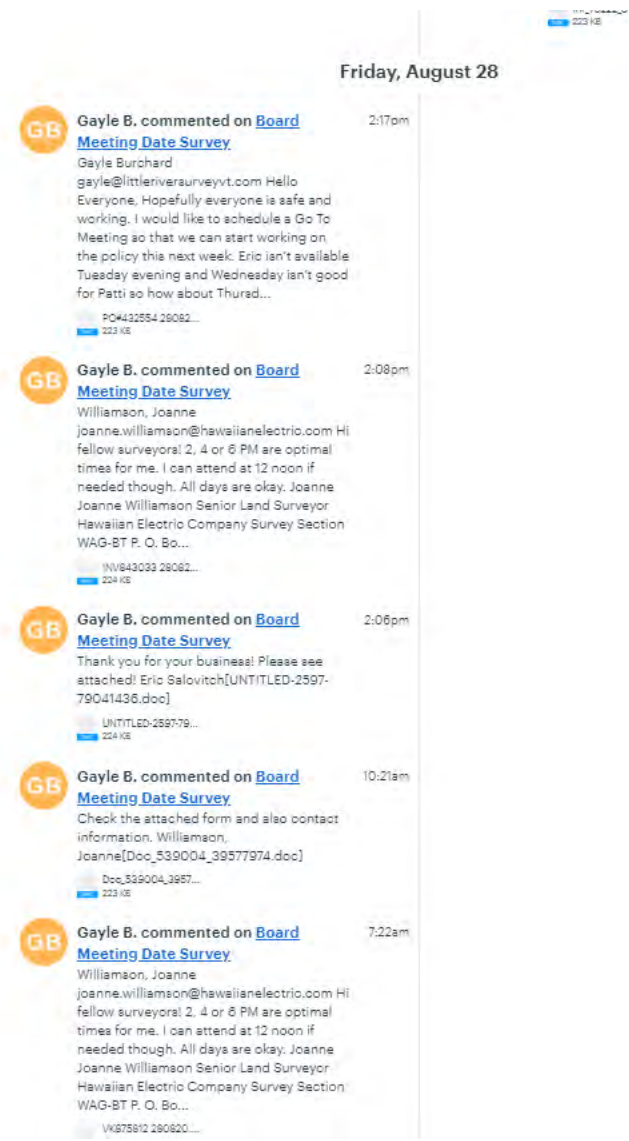 223 KB
Friday, August 28
GB
Gayle B. commented on Board
2:17pm
Meeting Date Survey
Gayle Burchard
gayle@littleriversurveyvt.com Hello
Everyone, Hopefully everyone is safe and
working. I would like to schedule a Go To
Meeting so that we can start working on
the policy this next week. Eric isn't available
Tuesday evening and Wednesday isn't good
for Patti so how about Thursd...
PO#432554 28082...
223 KB
GB
Gayle B. commented on Board
2:08pm
Meeting Date Survey
Williamson, Joanne
joanne.williamson@hawaiianelectric.com Hi
fellow surveyors! 2, 4 or 6 PM are optimal
times for me. I can attend at 12 noon if
needed though. All days are okay. Joanne
Joanne Williamson Senior Land Surveyor
Hawaiian Electric Company Survey Section
WAG-BT P. O. Bo...
INV843033 28082...
224 KB
GB
Gayle B. commented on Board
2:06pm
Meeting Date Survey
Thank you for your business! Please see
attached! Eric Salovitch[UNTITLED-2597-
79041436.doc]
UNTITLED-2597-79...
224 KB
GB
Gayle B. commented on Board
10:21am
Meeting Date Survey
Check the attached form and also contact
information. Williamson,
Joanne[Doc_539004_39577974.doc]
Doc_539004_3957...
223 KB
GB
Gayle B. commented on Board
7:22am
Meeting Date Survey
Williamson, Joanne
joanne.williamson@hawaiianelectric.com Hi
fellow surveyors! 2, 4 or 6 PM are optimal
times for me. I can attend at 12 noon if
needed though. All days are okay. Joanne
Joanne Williamson Senior Land Surveyor
Hawaiian Electric Company Survey Section
WAG-BT P. O. Bo...
VK875812 280820....